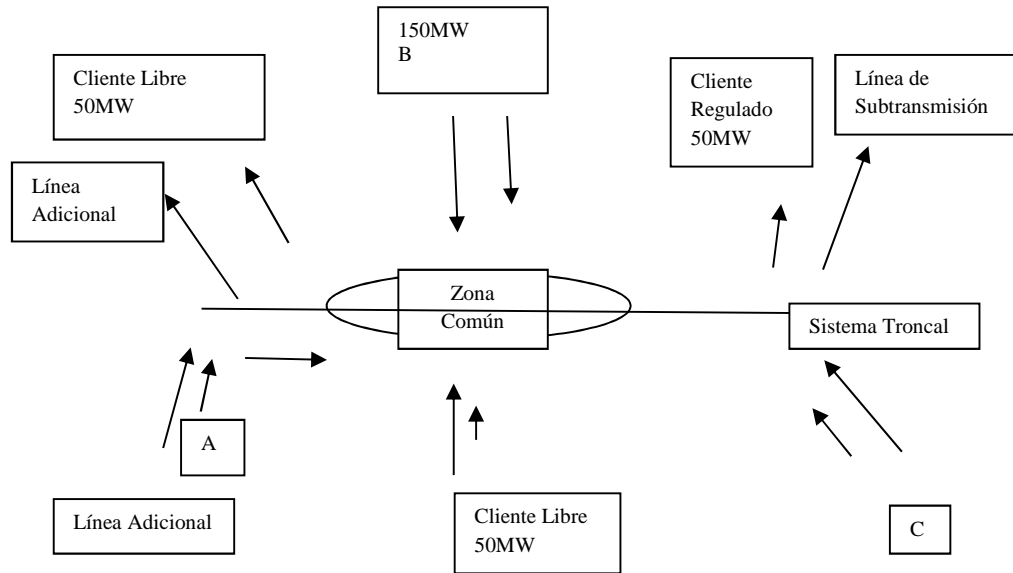 150MW
B
Cliente Libre
50MW
Cliente
Regulado
50MW
Línea de
Subtransmisión
Línea
Adicional
Zona
Común
Sistema Troncal
A
Línea Adicional
Cliente Libre
50MW
C